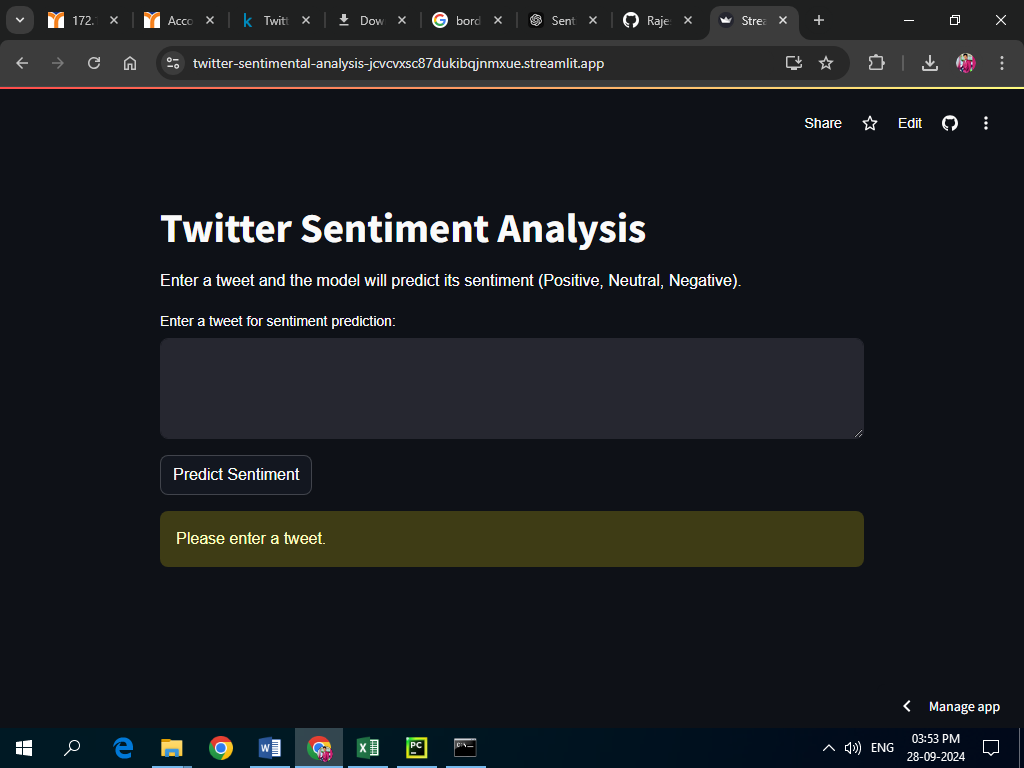 172.
Acco
Twitt
Dow
bord
Sent
Raje
Strea
twitter-sentimental-analysis-jcvcvxsc87dukibqjnmxue.streamlit.app
Share
Edit
Twitter Sentiment Analysis
Enter a tweet and the model will predict its sentiment (Positive, Neutral, Negative).
Enter a tweet for sentiment prediction:
Predict Sentiment
Please enter a tweet.
Manage app
ENG
03:53 PM
28-09-2024